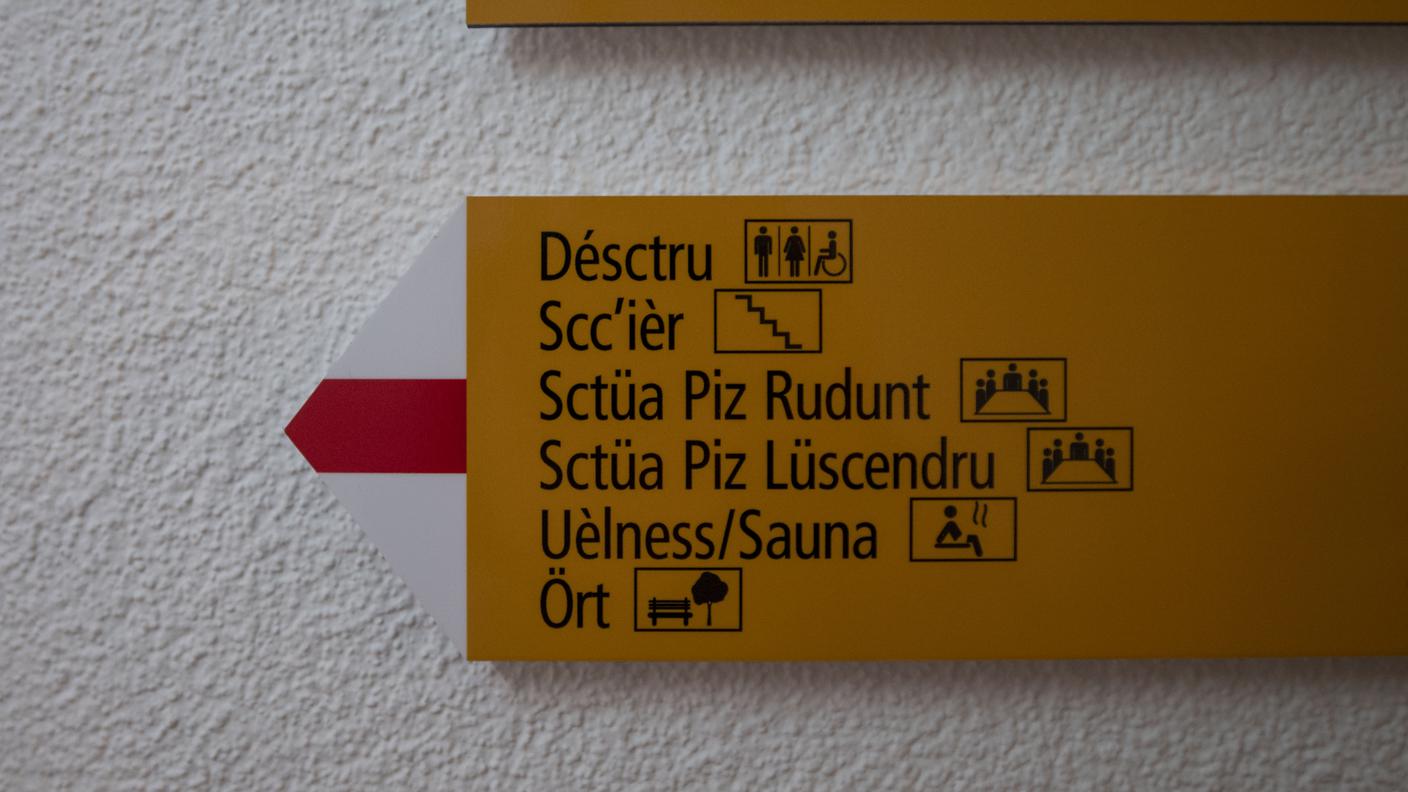 Désctru
Scc'ièr
Sctüa Piz Rudunt
Sctüa Piz Lüscendru
Uèlness/Sauna
Ört